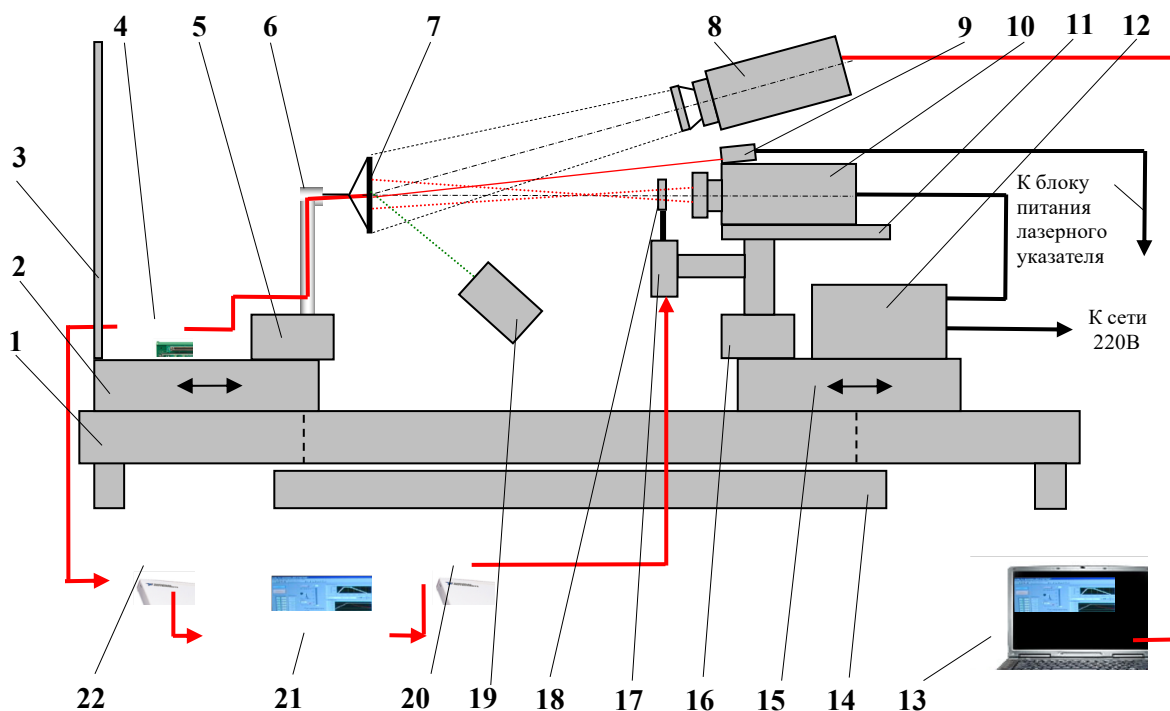 4 5 6 7 8 9 10 11 12
3
2
1
К блоку
питания
лазерного
указателя
К сети
220В
22 21 20 19 18 17 16 15 14 13